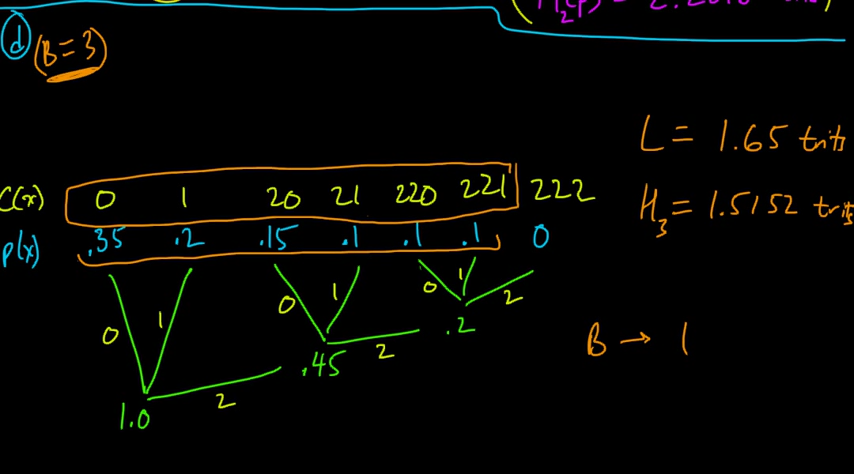 d B=3
L = 1.65 trits
C(x) 0 1 20 21 220 221 222
H3 = 1.5152 trits
P(x) .35 .2 .15 .1 .1 .1 0
0 1 0 1 0 1 2
.2
2
B → 1
.45
2
1.0